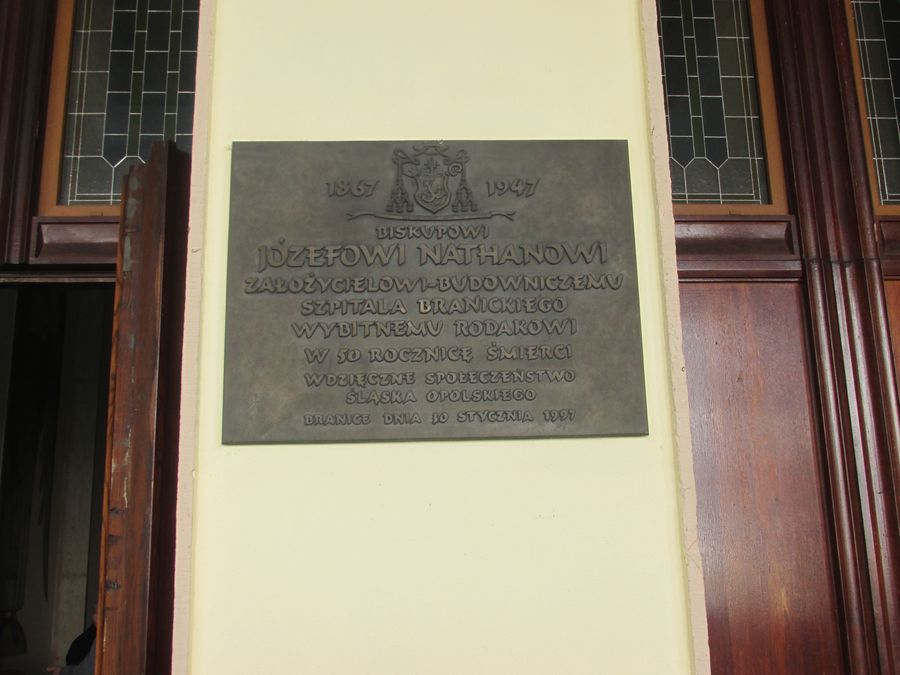 1867 1947
BISKUPOWI
JÓZEFOWI NATHANOWI
ZAŁOŻYCIELOWI-BUDOWNICZEMU
SZPITALA BRANICKIEGO
WYBITNEMU RODAKOWI
W 50 ROCZNICĘ ŚMIERCI
WDZIĘCZNE SPOŁECZEŃSTWO
ŚLĄSKA OPOLSKIEGO
BRANICE DNIA 30 STYCZNIA 1997